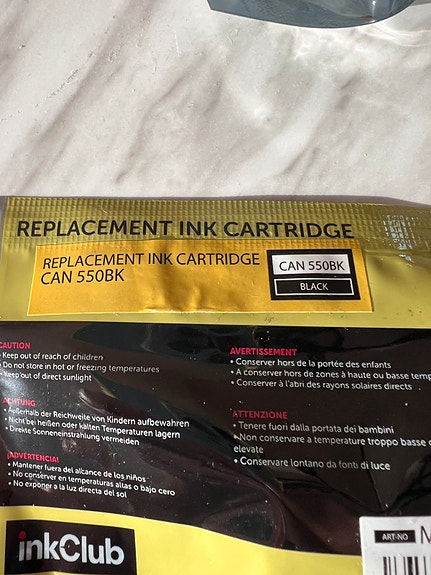 REPLACEMENT INK CARTRIDGE
REPLACEMENT INK CARTRIDGE
CAN 550BK
CAN 550BK
BLACK
CAUTION
• Keep out of reach of children
• Do not store in hot or freezing temperatures
• Keep out of direct sunlight
ACHTUNG
• Außerhalb der Reichweite von Kindern aufbewahren
• Nicht bei heißen oder kälten Temperaturen lagern
• Direkte Sonneneinstrahlung vermeiden
¡ADVERTENCIA!
• Mantener fuera del alcance de los niños
• No conserver en temperaturas altas o bajo cero
• No exponer a la luz directa del sol
AVERTISSEMENT
• Conserver hors de la portée des enfants
• A conserver hors de zones à haute ou basse
• Conserver à l'abri des rayons solaires directs
ATTENZIONE
• Tenere fuori dalla portata dei bambini
• Non conservare a temperature troppo basse
elevate
• Conservare lontano da fonti di luce
inkClub
ART-NO